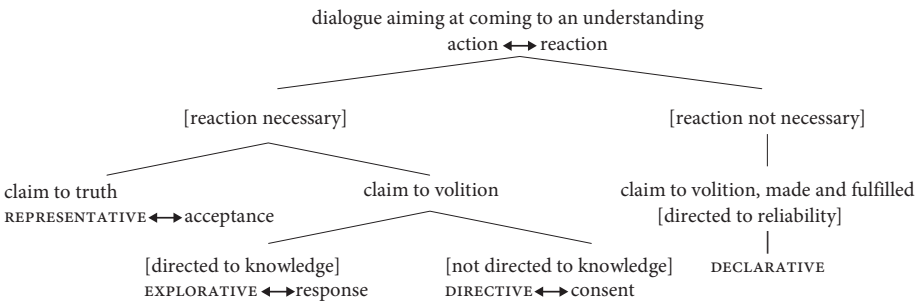 dialogue aiming at coming to an understanding
action ↔ reaction
[reaction necessary]
[reaction not necessary]
claim to truth
REPRESENTATIVE ↔ acceptance
claim to volition
claim to volition, made and fulfilled
[directed to reliability]
DECLARATIVE
[directed to knowledge]
EXPLORATIVE ↔ response
[not directed to knowledge]
DIRECTIVE ↔ consent